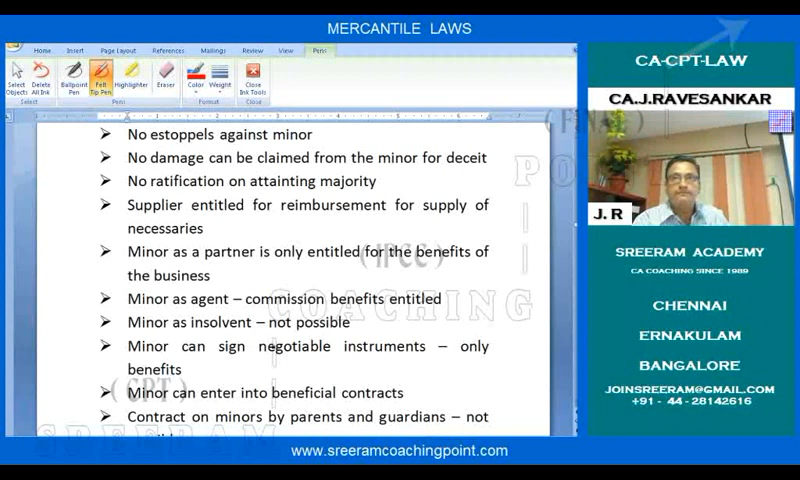 MERCANTILE LAWS
Home Insert Page Layout References Mailings Review View Pens
Select Objects
Delete All Ink
Ballpoint Pen
Felt Tip Pen
Highlighter
Eraser
Color
Weight
Close Ink Tools
Select Pens Format Close
No estoppels against minor
No damage can be claimed from the minor for deceit
No ratification on attainting majority
Supplier entitled for reimbursement for supply of
necessaries
Minor as a partner is only entitled for the benefits of
the business
Minor as agent – commission benefits entitled
Minor as insolvent – not possible
Minor can sign negotiable instruments – only
benefits
Minor can enter into beneficial contracts
Contract on minors by parents and guardians – not
(FINAL)
(IPCC)
COACHING
(CPT)
SREERAM
CA-CPT-LAW
CA.J.RAVESANKAR
J. R
SREERAM ACADEMY
CA COACHING SINCE 1989
CHENNAI
ERNAKULAM
BANGALORE
JOINSREERAM@GMAIL.COM
+91 - 44-28142616
www.sreeramcoachingpoint.com